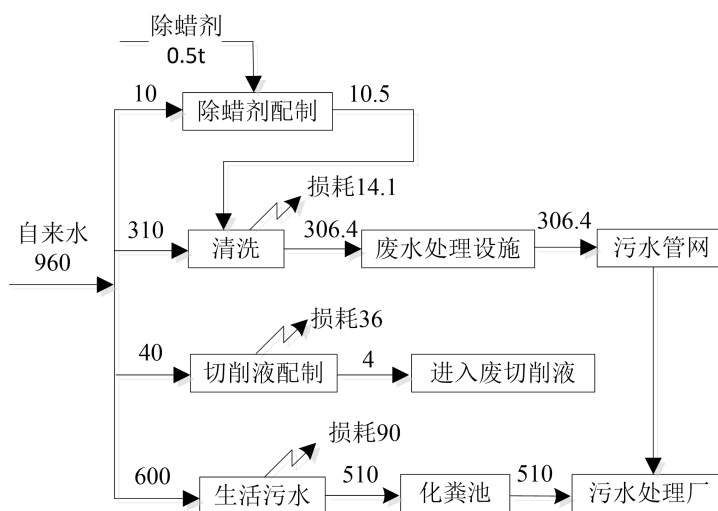 除蜡剂
0.5t
10
除蜡剂配制
10.5
损耗14.1
自来水
960
310
清洗
306.4
废水处理设施
306.4
污水管网
损耗36
40
切削液配制
4
进入废切削液
损耗90
600
生活污水
510
化粪池
510
污水处理厂